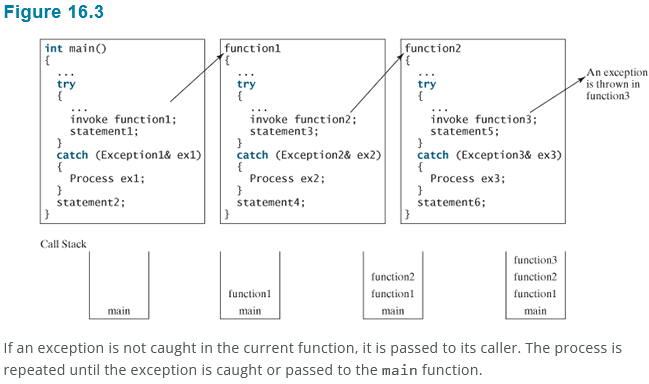 Figure 16.3
int main()
{
...
try
{
...
invoke function1;
statement1;
}
catch (Exception1& ex1)
{
Process ex1;
}
statement2;
}
function1
{
...
try
{
...
invoke function2;
statement3;
}
catch (Exception2& ex2)
{
Process ex2;
}
statement4;
}
function2
{
...
try
{
...
invoke function3;
statement5;
}
catch (Exception3& ex3)
{
Process ex3;
}
statement6;
}
An exception
is thrown in
function3
Call Stack
main
function1
main
function2
function1
main
function3
function2
function1
main
If an exception is not caught in the current function, it is passed to its caller. The process is
repeated until the exception is caught or passed to the main function.